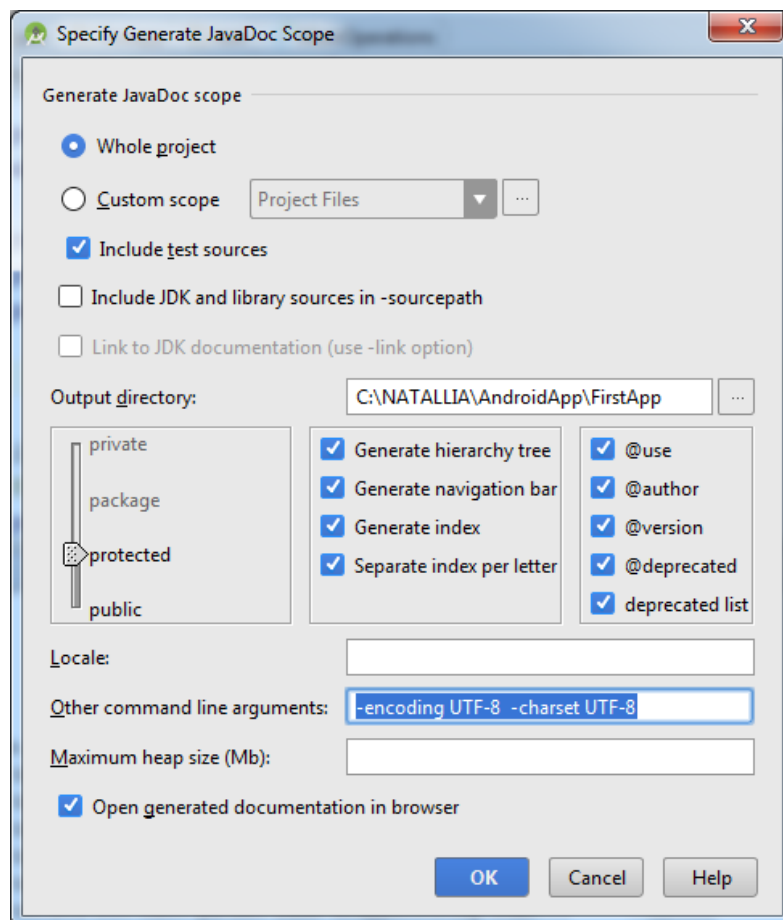 Specify Generate JavaDoc Scope
Generate JavaDoc scope
Whole project
Custom scope
Project Files
...
Include test sources
Include JDK and library sources in -sourcepath
Link to JDK documentation (use -link option)
Output directory:
C:\NATALLIA\AndroidApp\FirstApp
...
private
package
protected
public
Generate hierarchy tree
Generate navigation bar
Generate index
Separate index per letter
@use
@author
@version
@deprecated
deprecated list
Locale:
Other command line arguments:
-encoding UTF-8  -charset UTF-8
Maximum heap size (Mb):
Open generated documentation in browser
OK
Cancel
Help